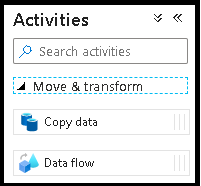 Activities
Search activities
Move & transform
Copy data
Data flow